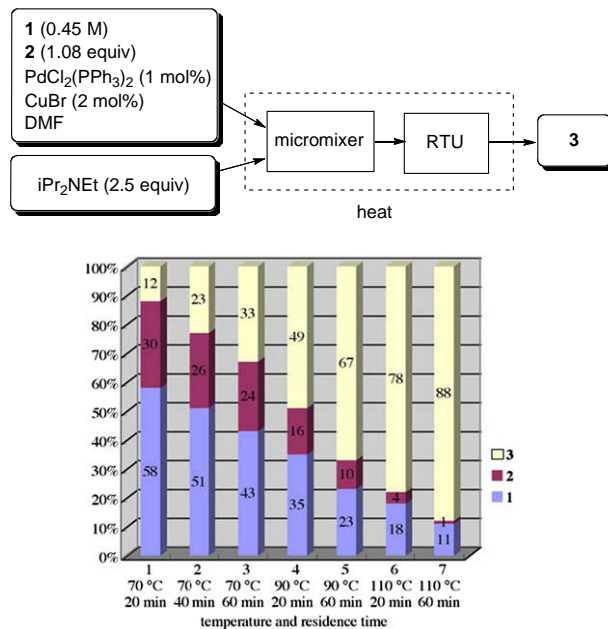 1 (0.45 M)
2 (1.08 equiv)
PdCl₂(PPh₃)₂ (1 mol%)
CuBr (2 mol%)
DMF
iPr₂NEt (2.5 equiv)
micromixer
RTU
3
heat
100%
90%
80%
70%
60%
50%
40%
30%
20%
10%
0%
12 23 33 49 67 78 88
30 26 24 16 10 4 1
58 51 43 35 23 18 11
3
2
1
1 2 3 4 5 6 7
70 °C 70 °C 70 °C 90 °C 90 °C 110 °C 110 °C
20 min 40 min 60 min 20 min 60 min 20 min 60 min
temperature and residence time